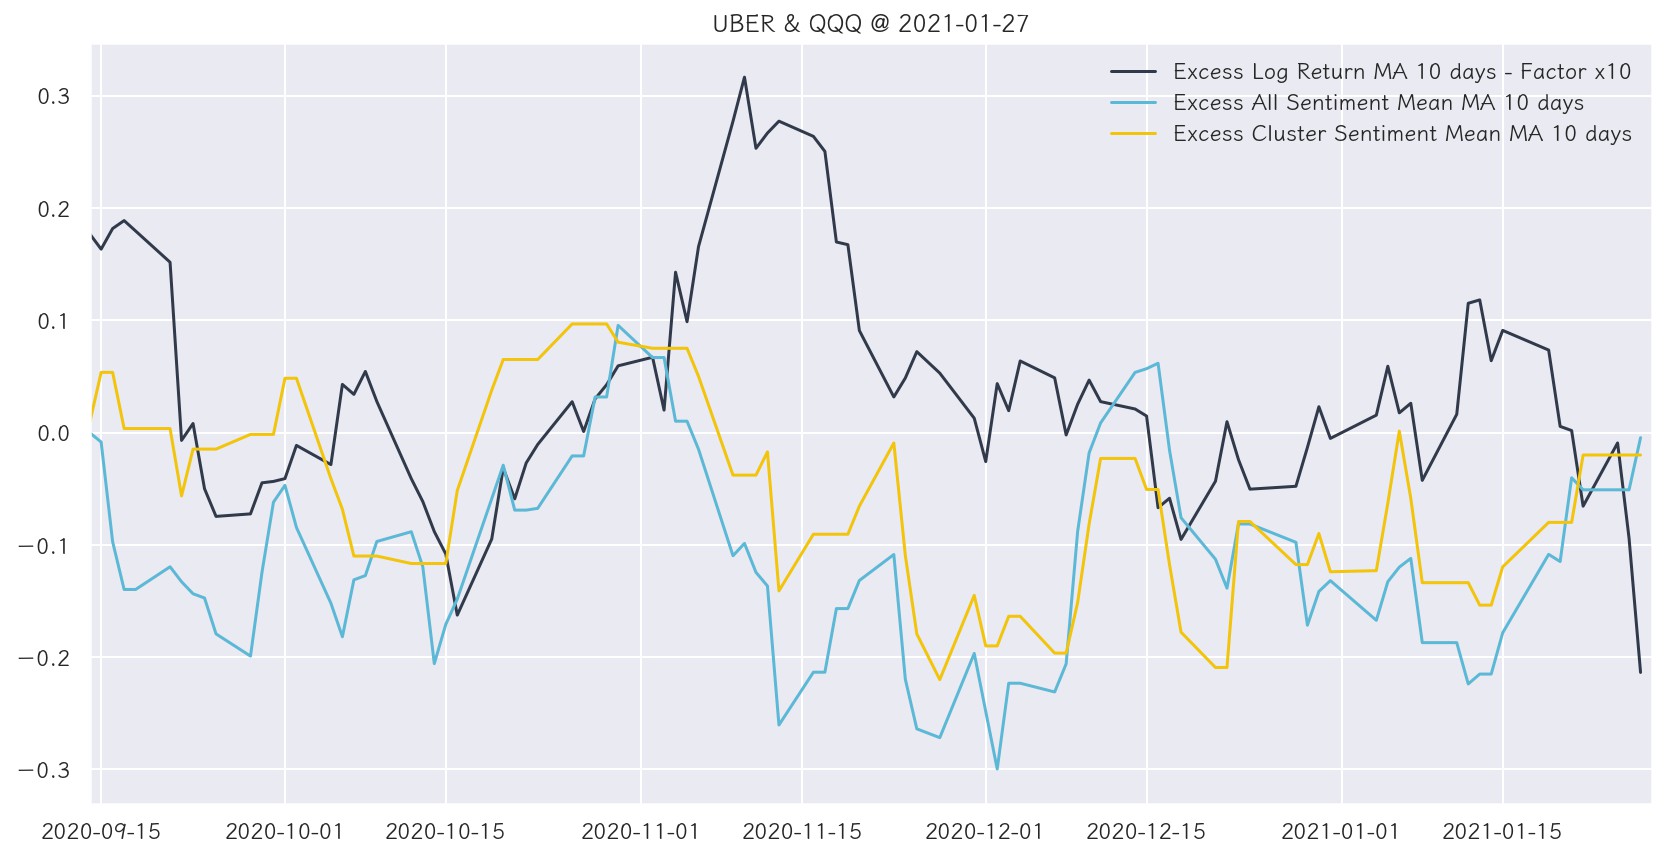 UBER & QQQ @ 2021-01-27
Excess Log Return MA 10 days - Factor x10
Excess All Sentiment Mean MA 10 days
Excess Cluster Sentiment Mean MA 10 days
0.3
0.2
0.1
0.0
−0.1
−0.2
−0.3
2020-09-15 2020-10-01 2020-10-15 2020-11-01 2020-11-15 2020-12-01 2020-12-15 2021-01-01 2021-01-15